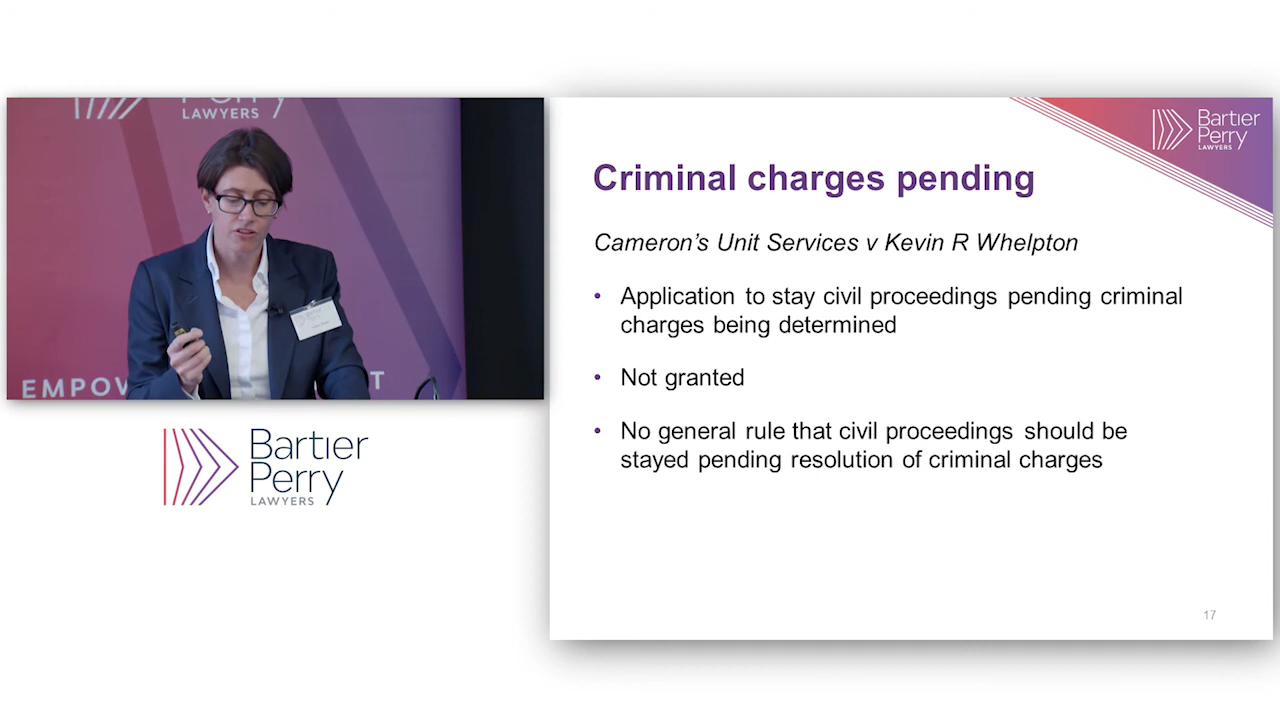 LAWYERS
EMPOW
T
Bartier
Perry
LAWYERS
Bartier
Perry
LAWYERS
Criminal charges pending
Cameron’s Unit Services v Kevin R Whelpton
• Application to stay civil proceedings pending criminal
charges being determined
• Not granted
• No general rule that civil proceedings should be
stayed pending resolution of criminal charges
17